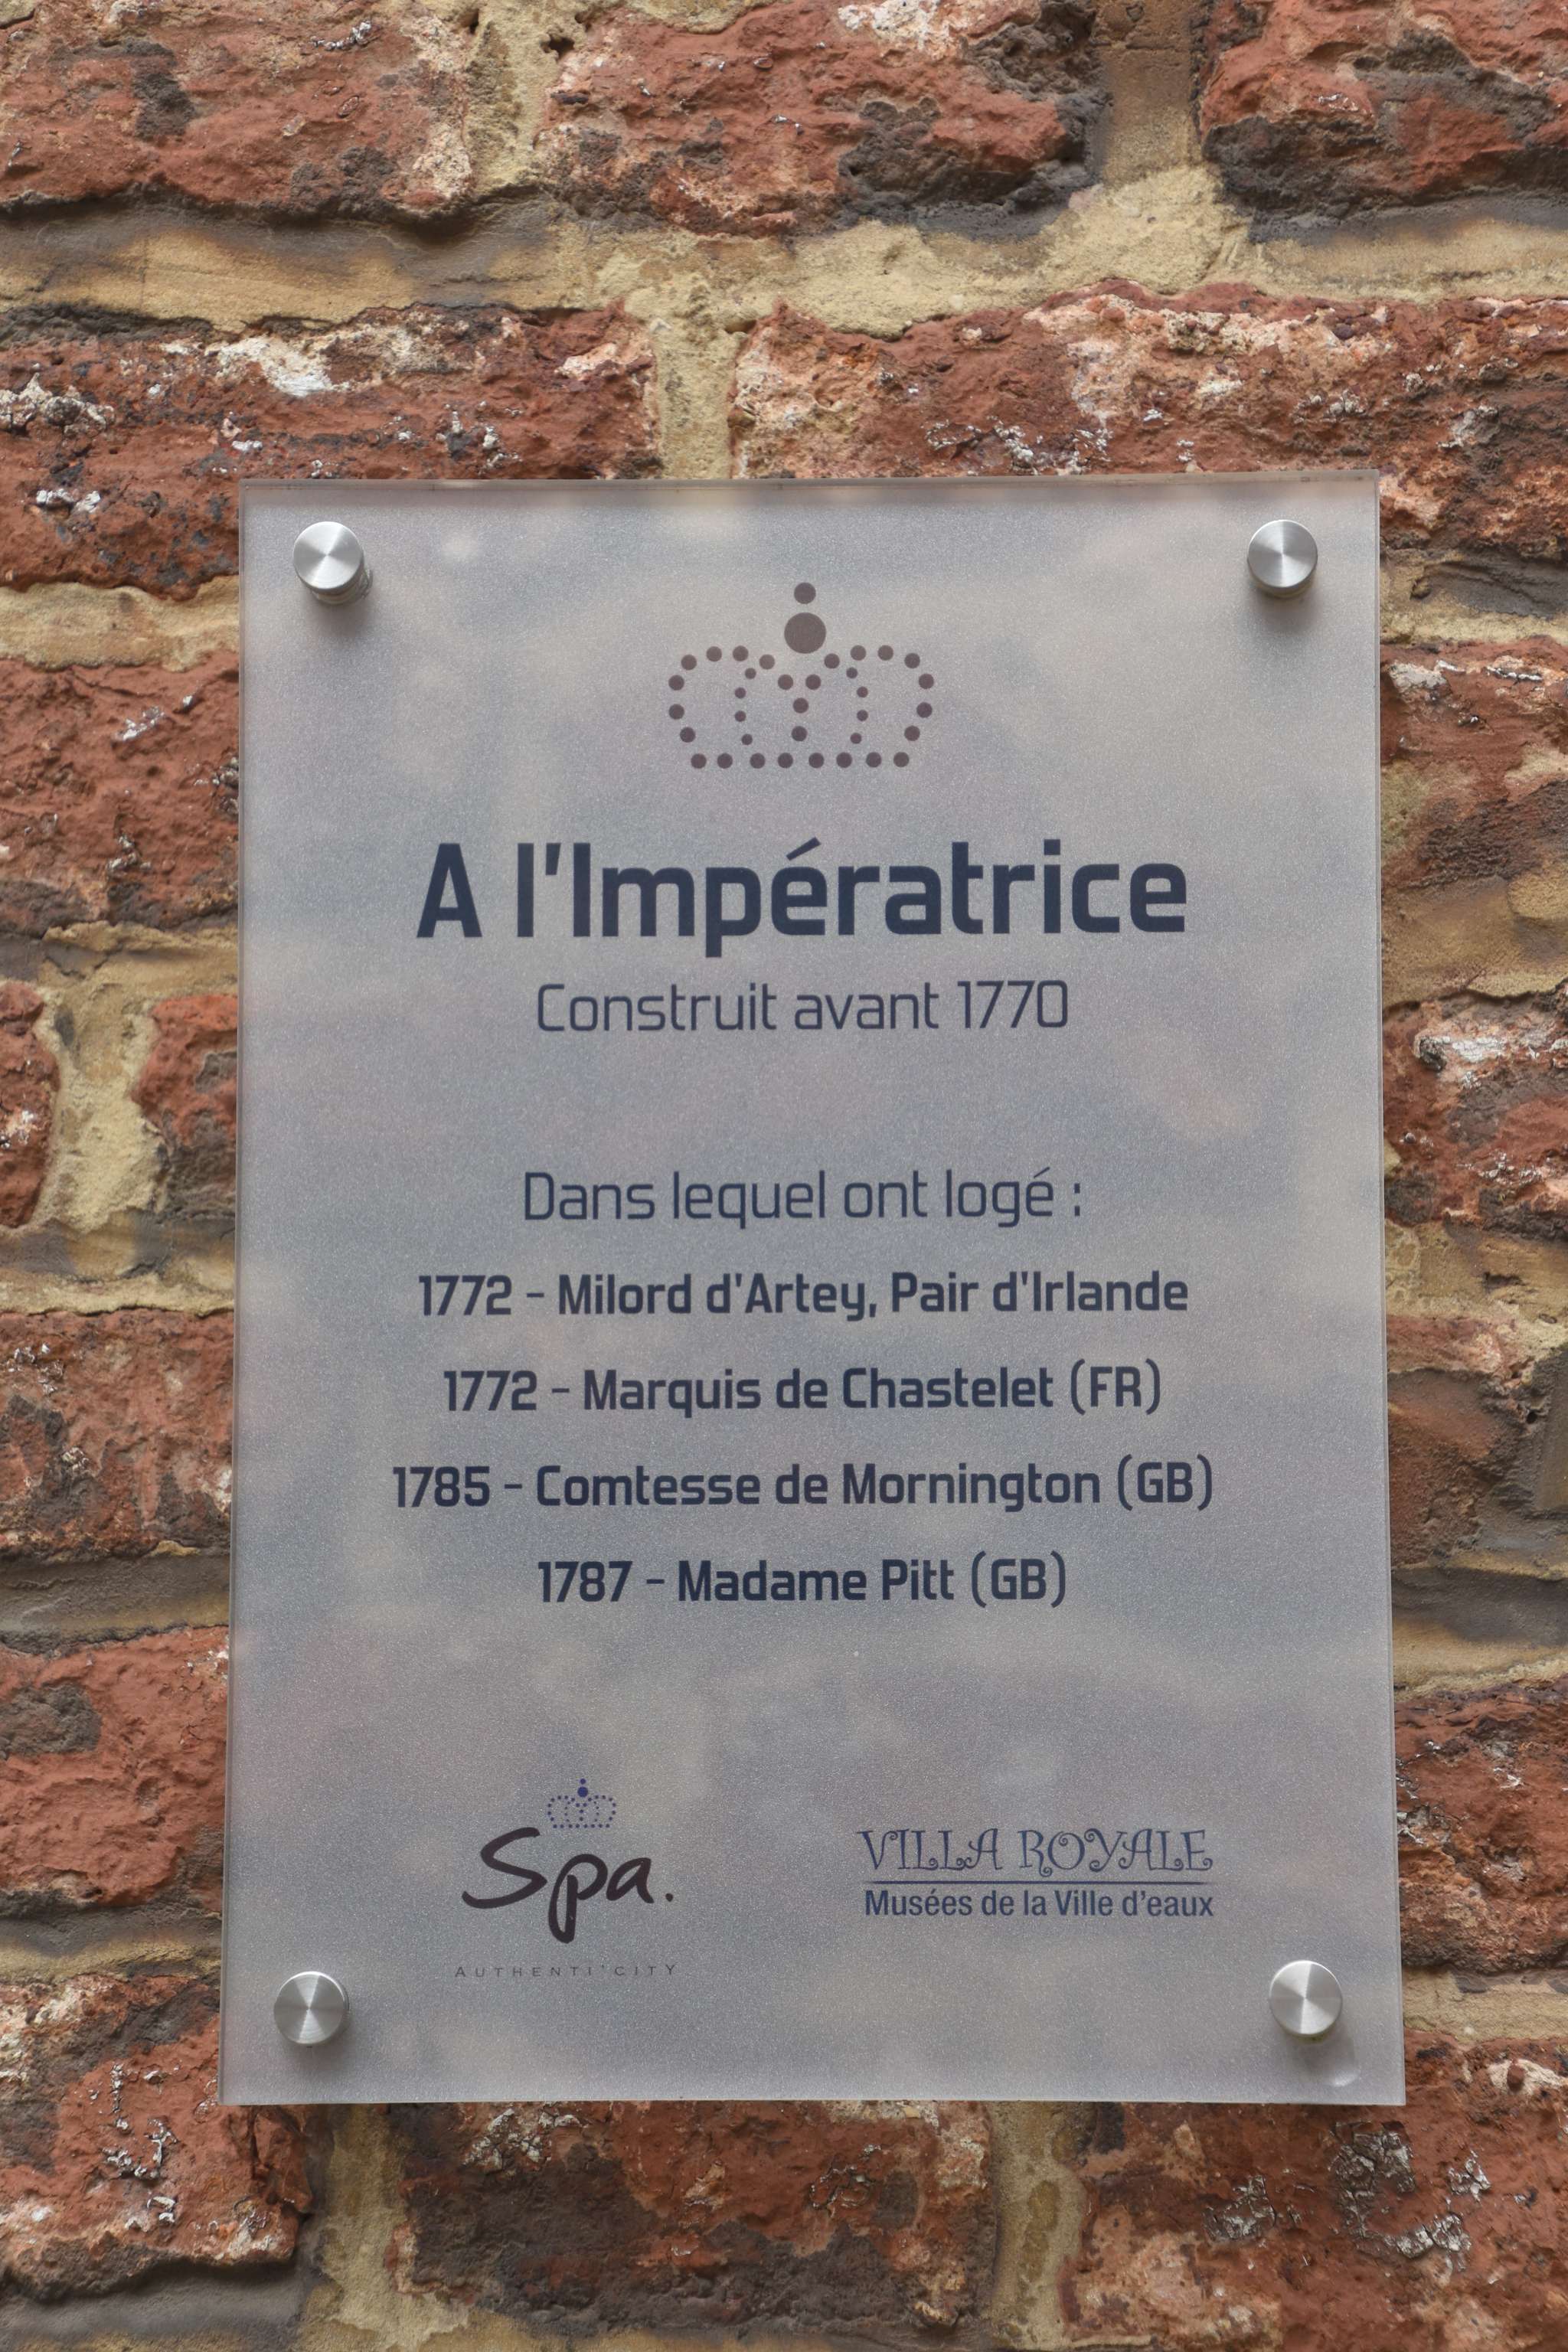 A l'Impératrice
Construit avant 1770
Dans lequel ont logé :
1772 - Milord d'Artey, Pair d'Irlande
1772 - Marquis de Chastelet (FR)
1785 - Comtesse de Mornington (GB)
1787 - Madame Pitt (GB)
Spa.
AUTHENTI'CITY
VILLA ROYALE
Musées de la Ville d'eaux